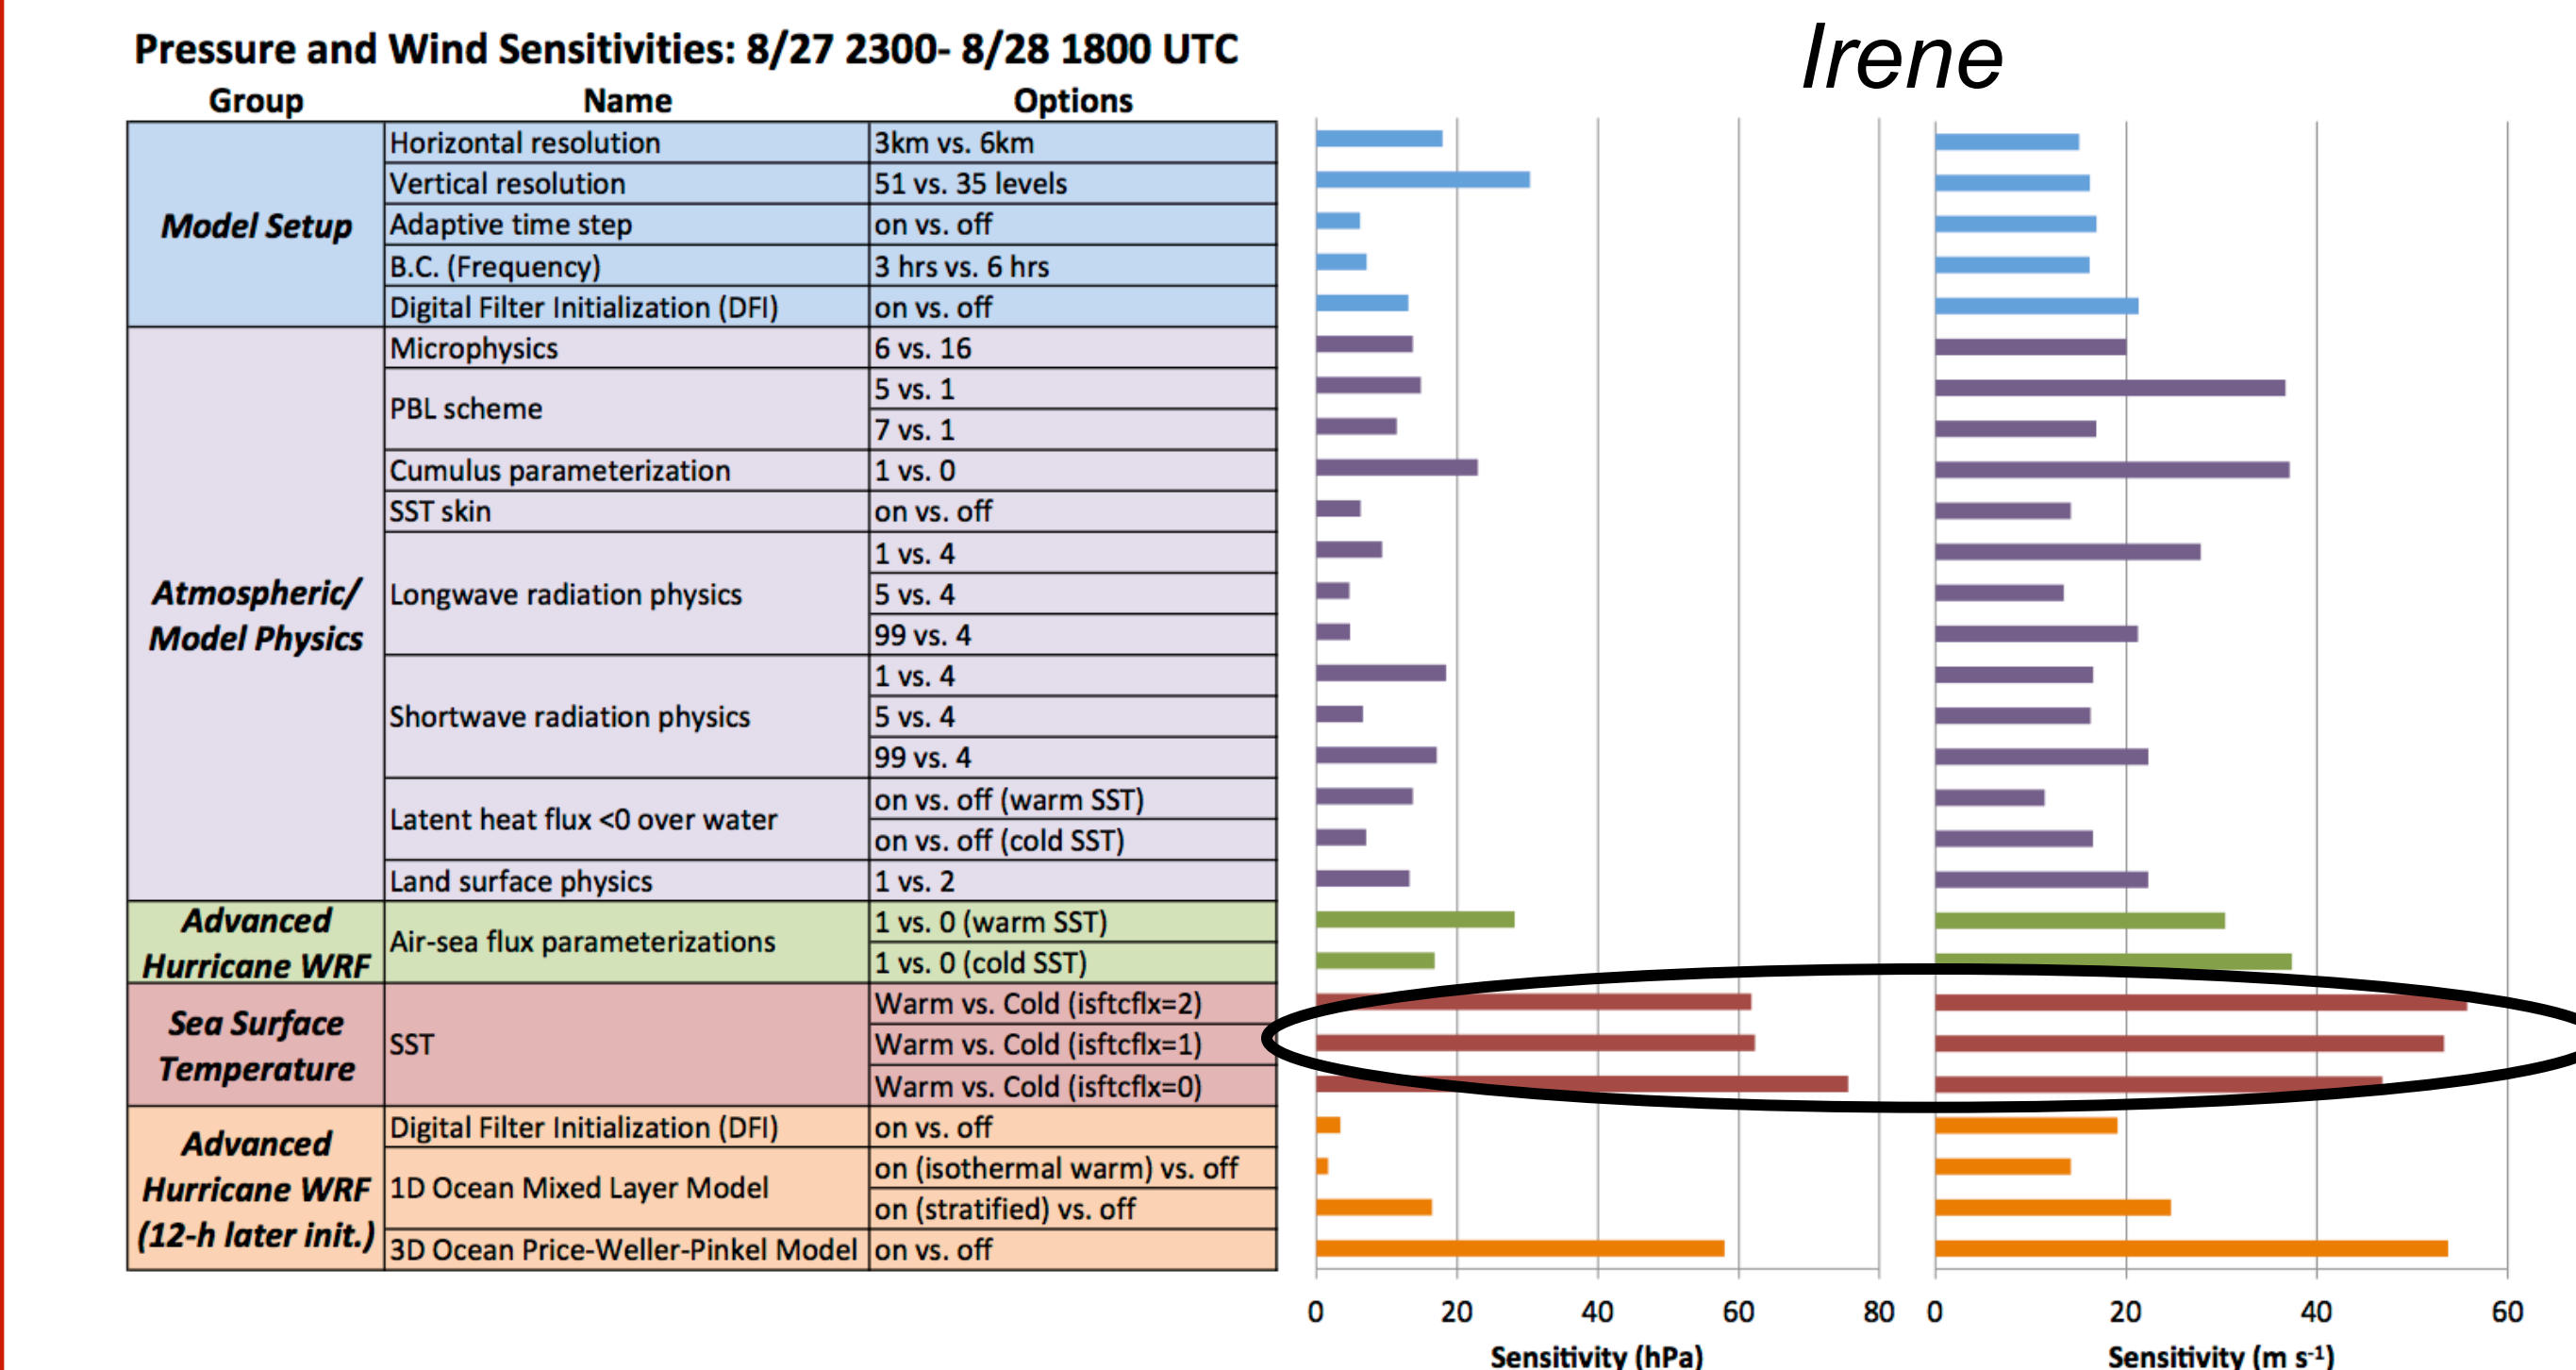 Pressure and Wind Sensitivities: 8/27 2300- 8/28 1800 UTC
Irene
Group Name Options
Model Setup
Horizontal resolution 3km vs. 6km
Vertical resolution 51 vs. 35 levels
Adaptive time step on vs. off
B.C. (Frequency) 3 hrs vs. 6 hrs
Digital Filter Initialization (DFI) on vs. off
Atmospheric/
Model Physics
Microphysics 6 vs. 16
PBL scheme
5 vs. 1
7 vs. 1
Cumulus parameterization 1 vs. 0
SST skin on vs. off
Longwave radiation physics
1 vs. 4
5 vs. 4
99 vs. 4
Shortwave radiation physics
1 vs. 4
5 vs. 4
99 vs. 4
Latent heat flux <0 over water
on vs. off (warm SST)
on vs. off (cold SST)
Land surface physics 1 vs. 2
Advanced
Hurricane WRF
Air-sea flux parameterizations
1 vs. 0 (warm SST)
1 vs. 0 (cold SST)
Sea Surface
Temperature
SST
Warm vs. Cold (isftcflx=2)
Warm vs. Cold (isftcflx=1)
Warm vs. Cold (isftcflx=0)
Advanced
Hurricane WRF
(12-h later init.)
Digital Filter Initialization (DFI) on vs. off
1D Ocean Mixed Layer Model
on (isothermal warm) vs. off
on (stratified) vs. off
3D Ocean Price-Weller-Pinkel Model on vs. off
0 20 40 60 80
0 20 40 60
Sensitivity (hPa)
Sensitivity (m s⁻¹)